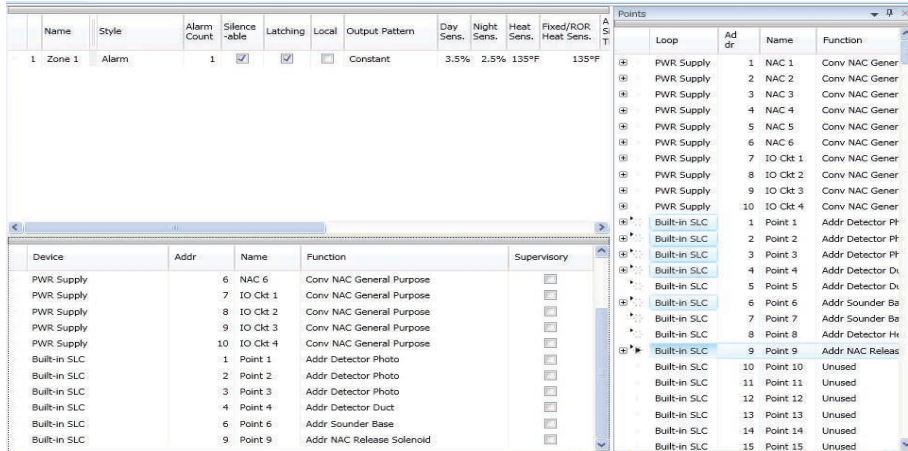 Name Style Alarm Count Silence -able Latching Local Output Pattern Day Sens. Night Sens. Heat Sens. Fixed/ROR Heat Sens.
1 Zone 1 Alarm 1 Constant 3.5% 2.5% 135°F 135°F
Device Addr Name Function Supervisory
PWR Supply 6 NAC 6 Conv NAC General Purpose
PWR Supply 7 IO Ckt 1 Conv NAC General Purpose
PWR Supply 8 IO Ckt 2 Conv NAC General Purpose
PWR Supply 9 IO Ckt 3 Conv NAC General Purpose
PWR Supply 10 IO Ckt 4 Conv NAC General Purpose
Built-in SLC 1 Point 1 Addr Detector Photo
Built-in SLC 2 Point 2 Addr Detector Photo
Built-in SLC 3 Point 3 Addr Detector Photo
Built-in SLC 4 Point 4 Addr Detector Duct
Built-in SLC 6 Point 6 Addr Sounder Base
Built-in SLC 9 Point 9 Addr NAC Release Solenoid
Points
Loop Ad dr Name Function
PWR Supply 1 NAC 1 Conv NAC Gener
PWR Supply 2 NAC 2 Conv NAC Gener
PWR Supply 3 NAC 3 Conv NAC Gener
PWR Supply 4 NAC 4 Conv NAC Gener
PWR Supply 5 NAC 5 Conv NAC Gener
PWR Supply 6 NAC 6 Conv NAC Gener
PWR Supply 7 IO Ckt 1 Conv NAC Gener
PWR Supply 8 IO Ckt 2 Conv NAC Gener
PWR Supply 9 IO Ckt 3 Conv NAC Gener
PWR Supply 10 IO Ckt 4 Conv NAC Gener
Built-in SLC 1 Point 1 Addr Detector Ph
Built-in SLC 2 Point 2 Addr Detector Ph
Built-in SLC 3 Point 3 Addr Detector Ph
Built-in SLC 4 Point 4 Addr Detector Du
Built-in SLC 5 Point 5 Addr Detector Du
Built-in SLC 6 Point 6 Addr Sounder Ba
Built-in SLC 7 Point 7 Addr Sounder Ba
Built-in SLC 8 Point 8 Addr Detector He
Built-in SLC 9 Point 9 Addr NAC Releas
Built-in SLC 10 Point 10 Unused
Built-in SLC 11 Point 11 Unused
Built-in SLC 12 Point 12 Unused
Built-in SLC 13 Point 13 Unused
Built-in SLC 14 Point 14 Unused
Built-in SLC 15 Point 15 Unused